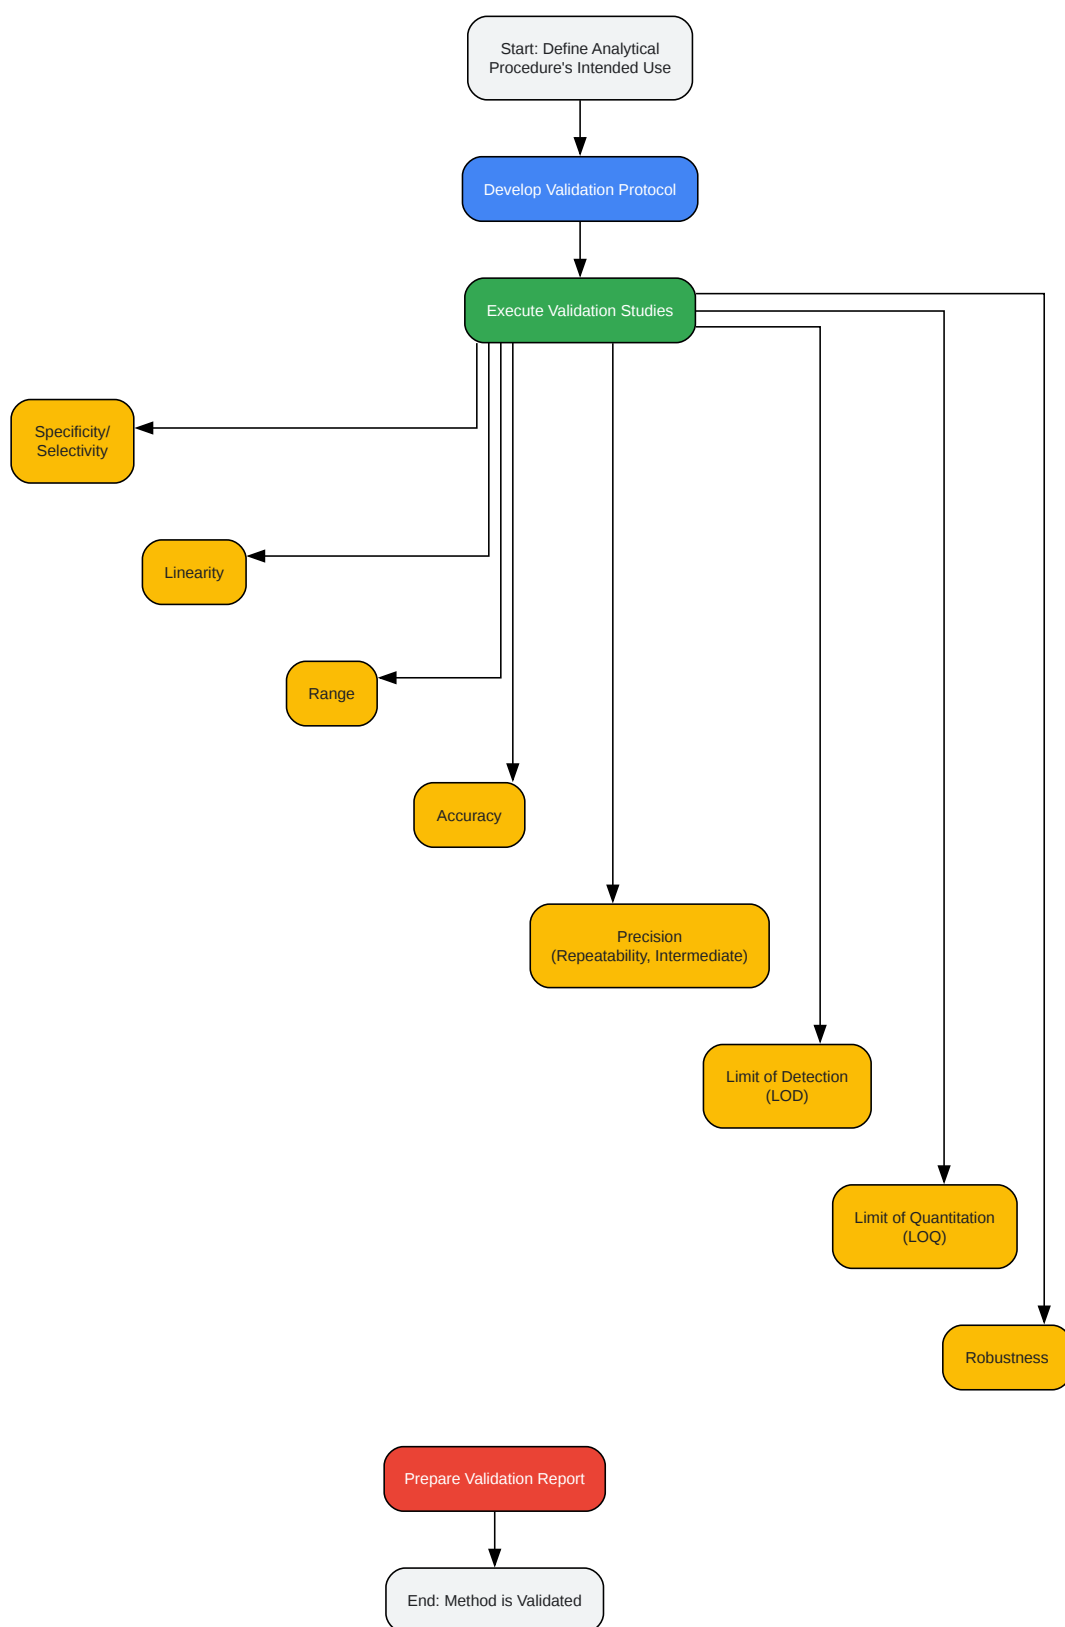 Start: Define Analytical
Procedure's Intended Use
Develop Validation Protocol
Execute Validation Studies
Specificity/
Selectivity
Linearity
Range
Accuracy
Precision
(Repeatability, Intermediate)
Limit of Detection
(LOD)
Limit of Quantitation
(LOQ)
Robustness
Prepare Validation Report
End: Method is Validated